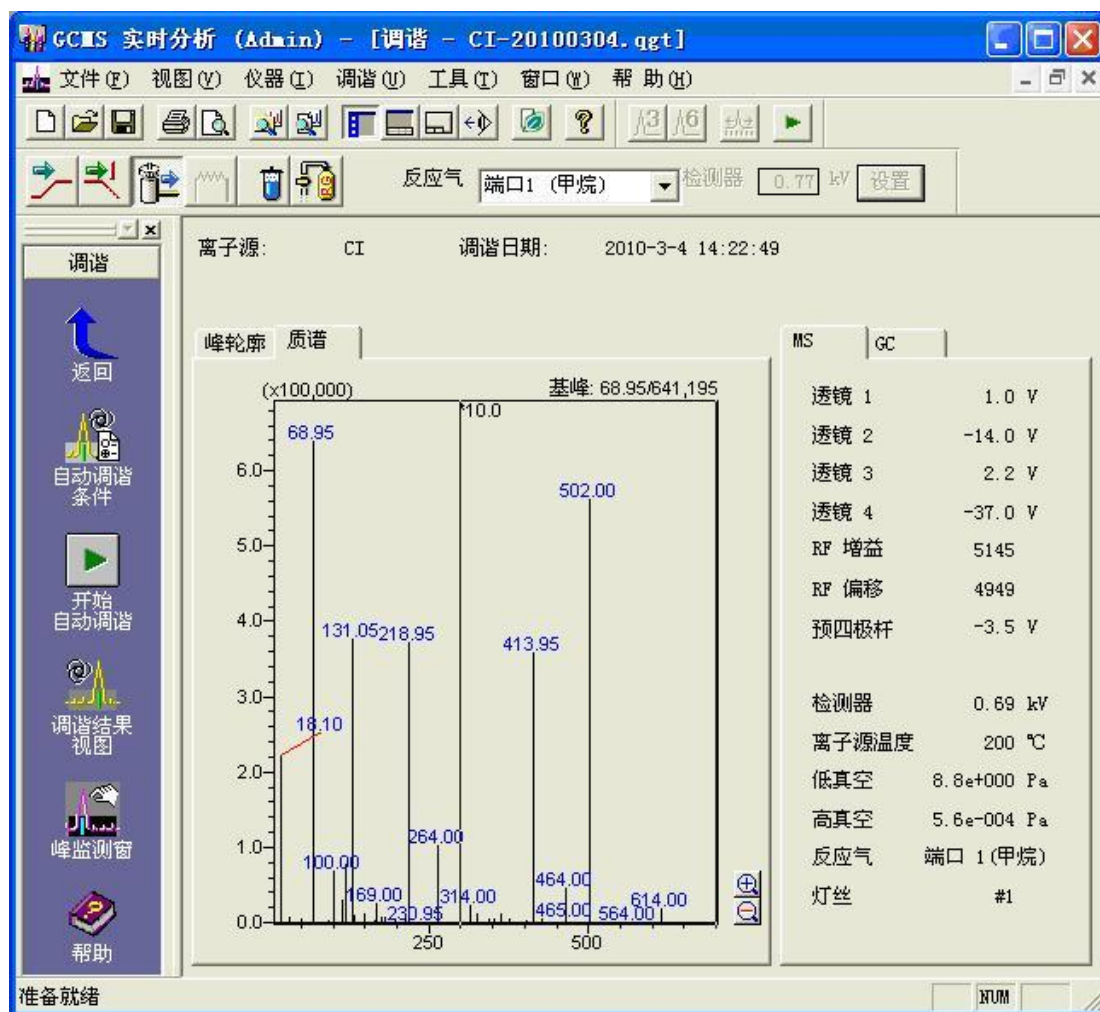 GCMS 实时分析 (Admin) - [调谐 - CI-20100304.qgt]
文件(F) 视图(V) 仪器(I) 调谐(U) 工具(T) 窗口(W) 帮 助(H)
反应气 端口1 (甲烷) 检测器 0.77 kV 设置
调谐
返回
自动调谐
条件
开始
自动调谐
调谐结果
视图
峰监测窗
帮助
离子源: CI 调谐日期: 2010-3-4 14:22:49
峰轮廓 质谱
(x100,000) 基峰: 68.95/641,195
*10.0
68.95
6.0
502.00
5.0
4.0
131.05 218.95
413.95
3.0
18.10
2.0
264.00
1.0
100.00
464.00
169.00 314.00 614.00
230.95 465.00 564.00
0.0
250 500
MS GC
透镜 1 1.0 V
透镜 2 -14.0 V
透镜 3 2.2 V
透镜 4 -37.0 V
RF 增益 5145
RF 偏移 4949
预四极杆 -3.5 V
检测器 0.69 kV
离子源温度 200 ℃
低真空 8.8e+000 Pa
高真空 5.6e-004 Pa
反应气 端口 1(甲烷)
灯丝 #1
准备就绪 NUM